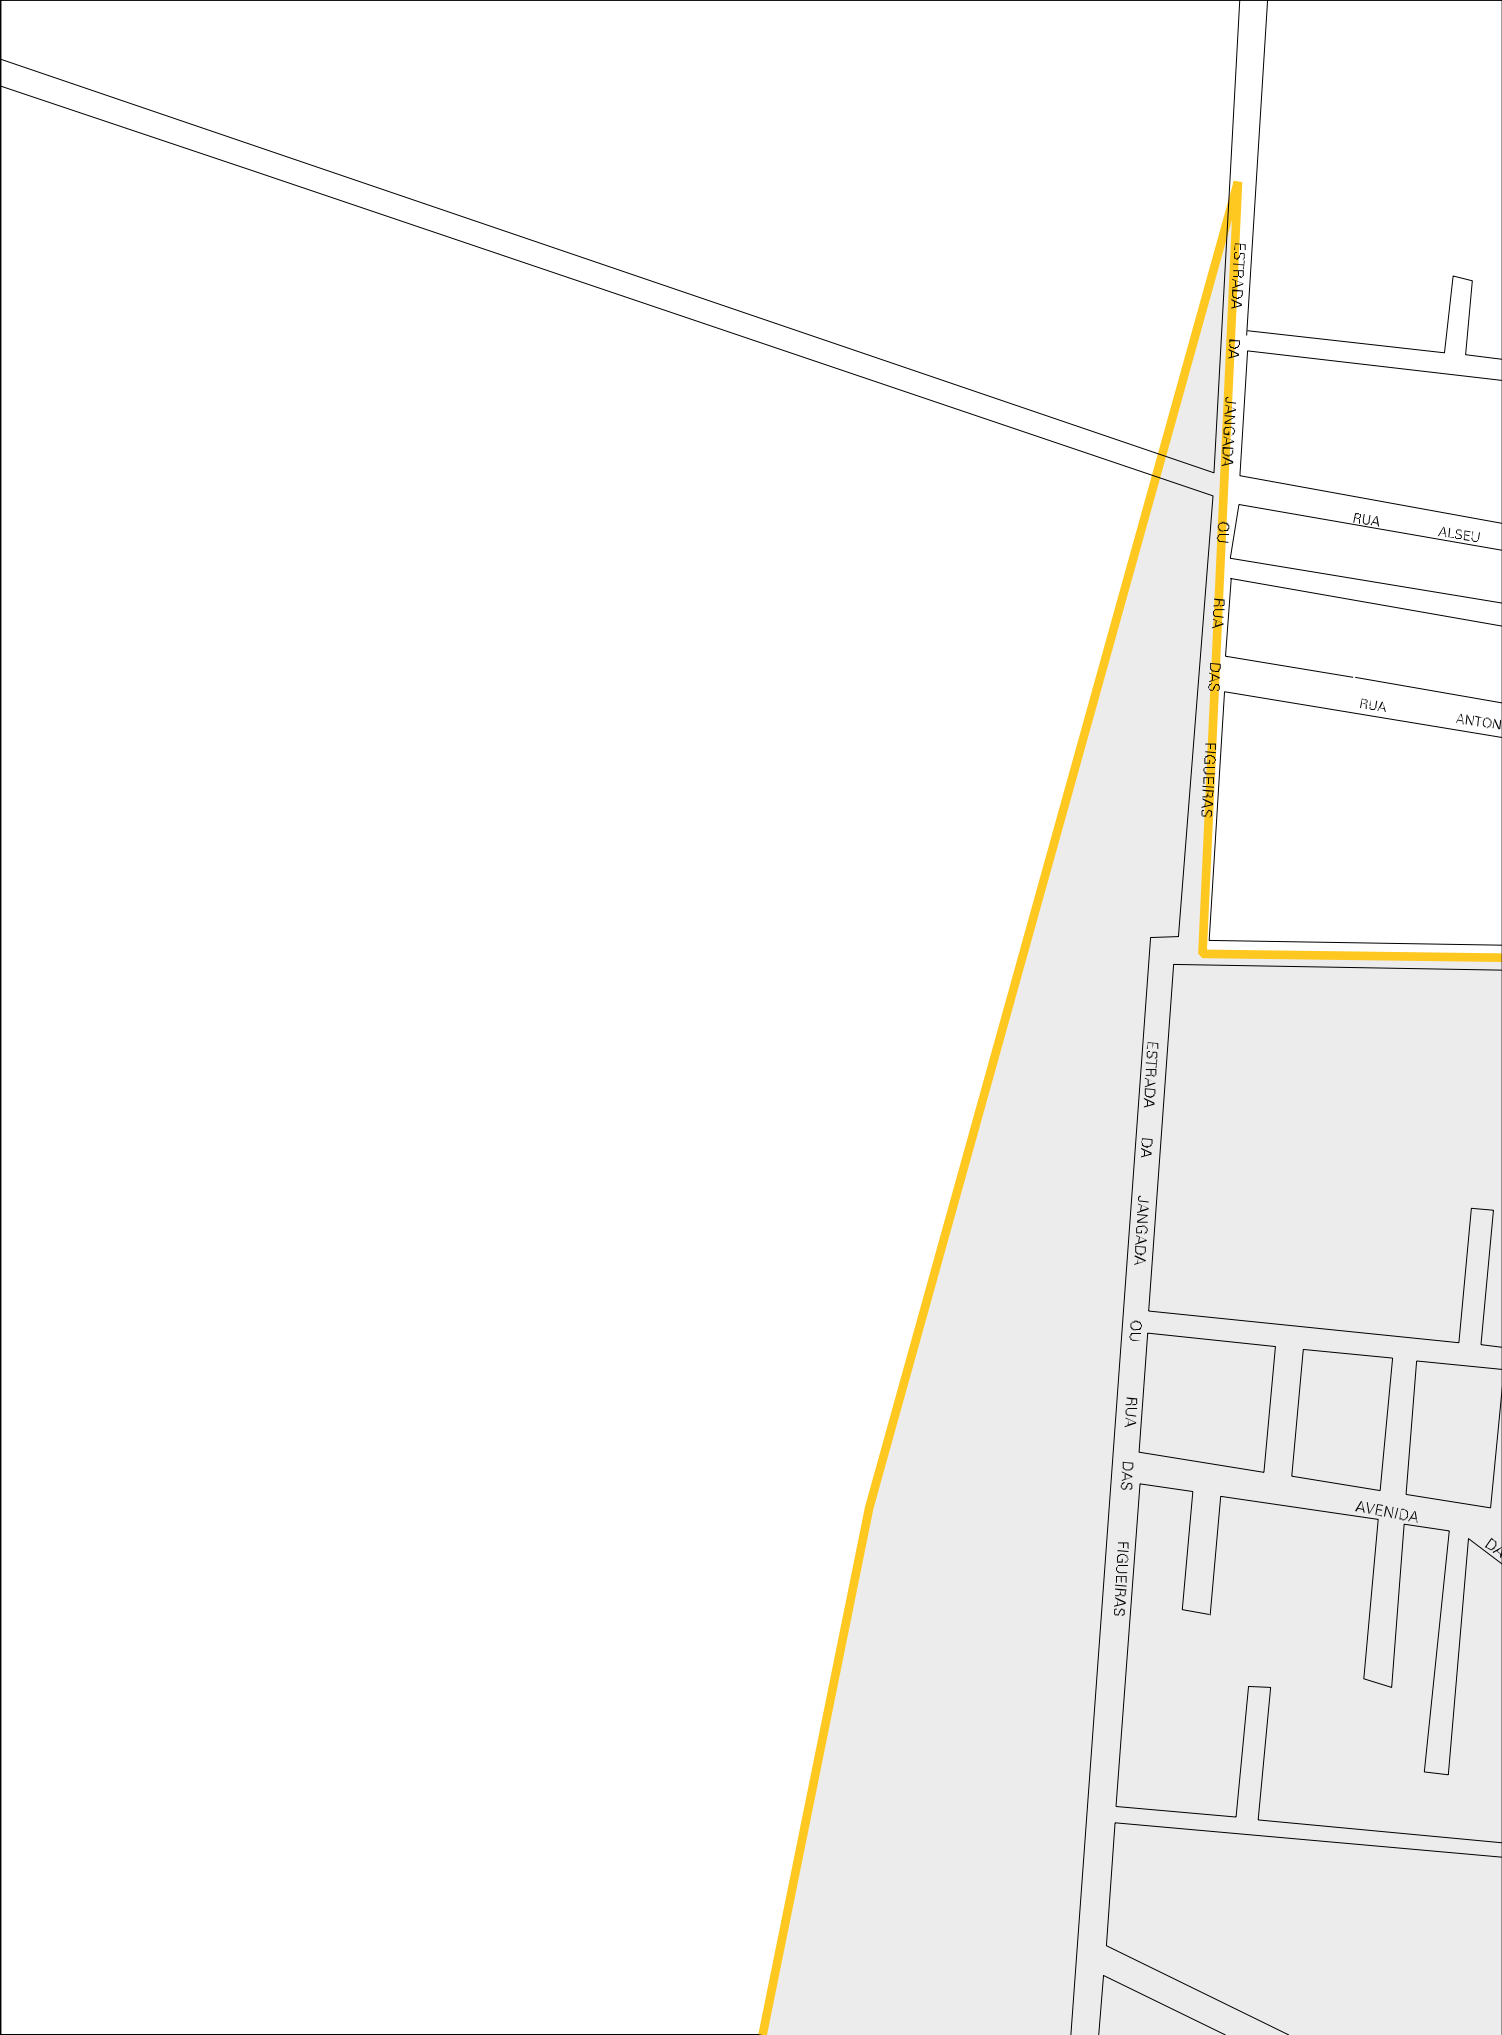 ESTRADA DA JANGADA OU RUA DAS FIGUEIRAS
RUA ALSEU
RUA ANTON
ESTRADA DA JANGADA OU RUA DAS FIGUEIRAS
AVENIDA DA